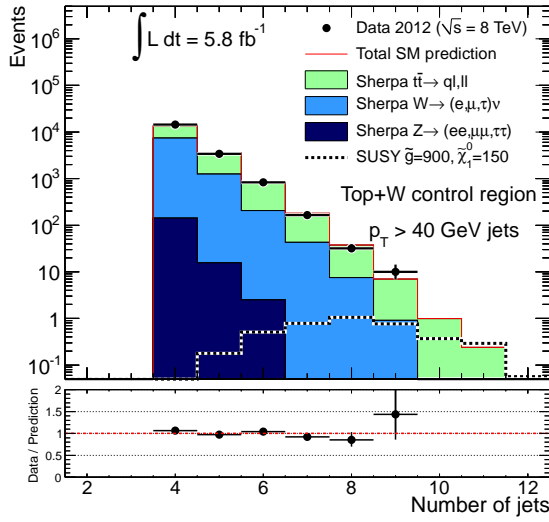 ∫ L dt = 5.8 fb⁻¹
Data 2012 (√s = 8 TeV)
Total SM prediction
Sherpa tt̄→ ql,ll
Sherpa W→ (e,μ,τ)ν
Sherpa Z→ (ee,μμ,ττ)
SUSY g̃=900, χ̃₁⁰=150
Top+W control region
p_T > 40 GeV jets
Events
10⁶
10⁵
10⁴
10³
10²
10
1
10⁻¹
Data / Prediction
2
1.5
1
0.5
0
2 4 6 8 10 12
Number of jets